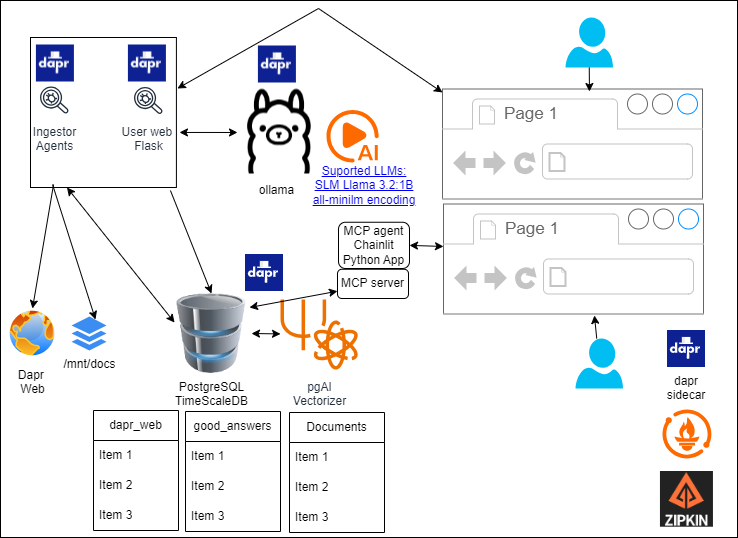 dapr
dapr
dapr
Ingestor
Agents
User web
Flask
ollama
AI
Suported LLMs:
SLM Llama 3.2:1B
all-minilm encoding
Page 1
Page 1
MCP agent
Chainlit
Python App
MCP server
dapr
Dapr
Web
/mnt/docs
PostgreSQL
TimeScaleDB
pgAI
Vectorizer
dapr
dapr
sidecar
dapr_web
Item 1
Item 2
Item 3
good_answers
Item 1
Item 2
Item 3
Documents
Item 1
Item 2
Item 3
ZIPKIN